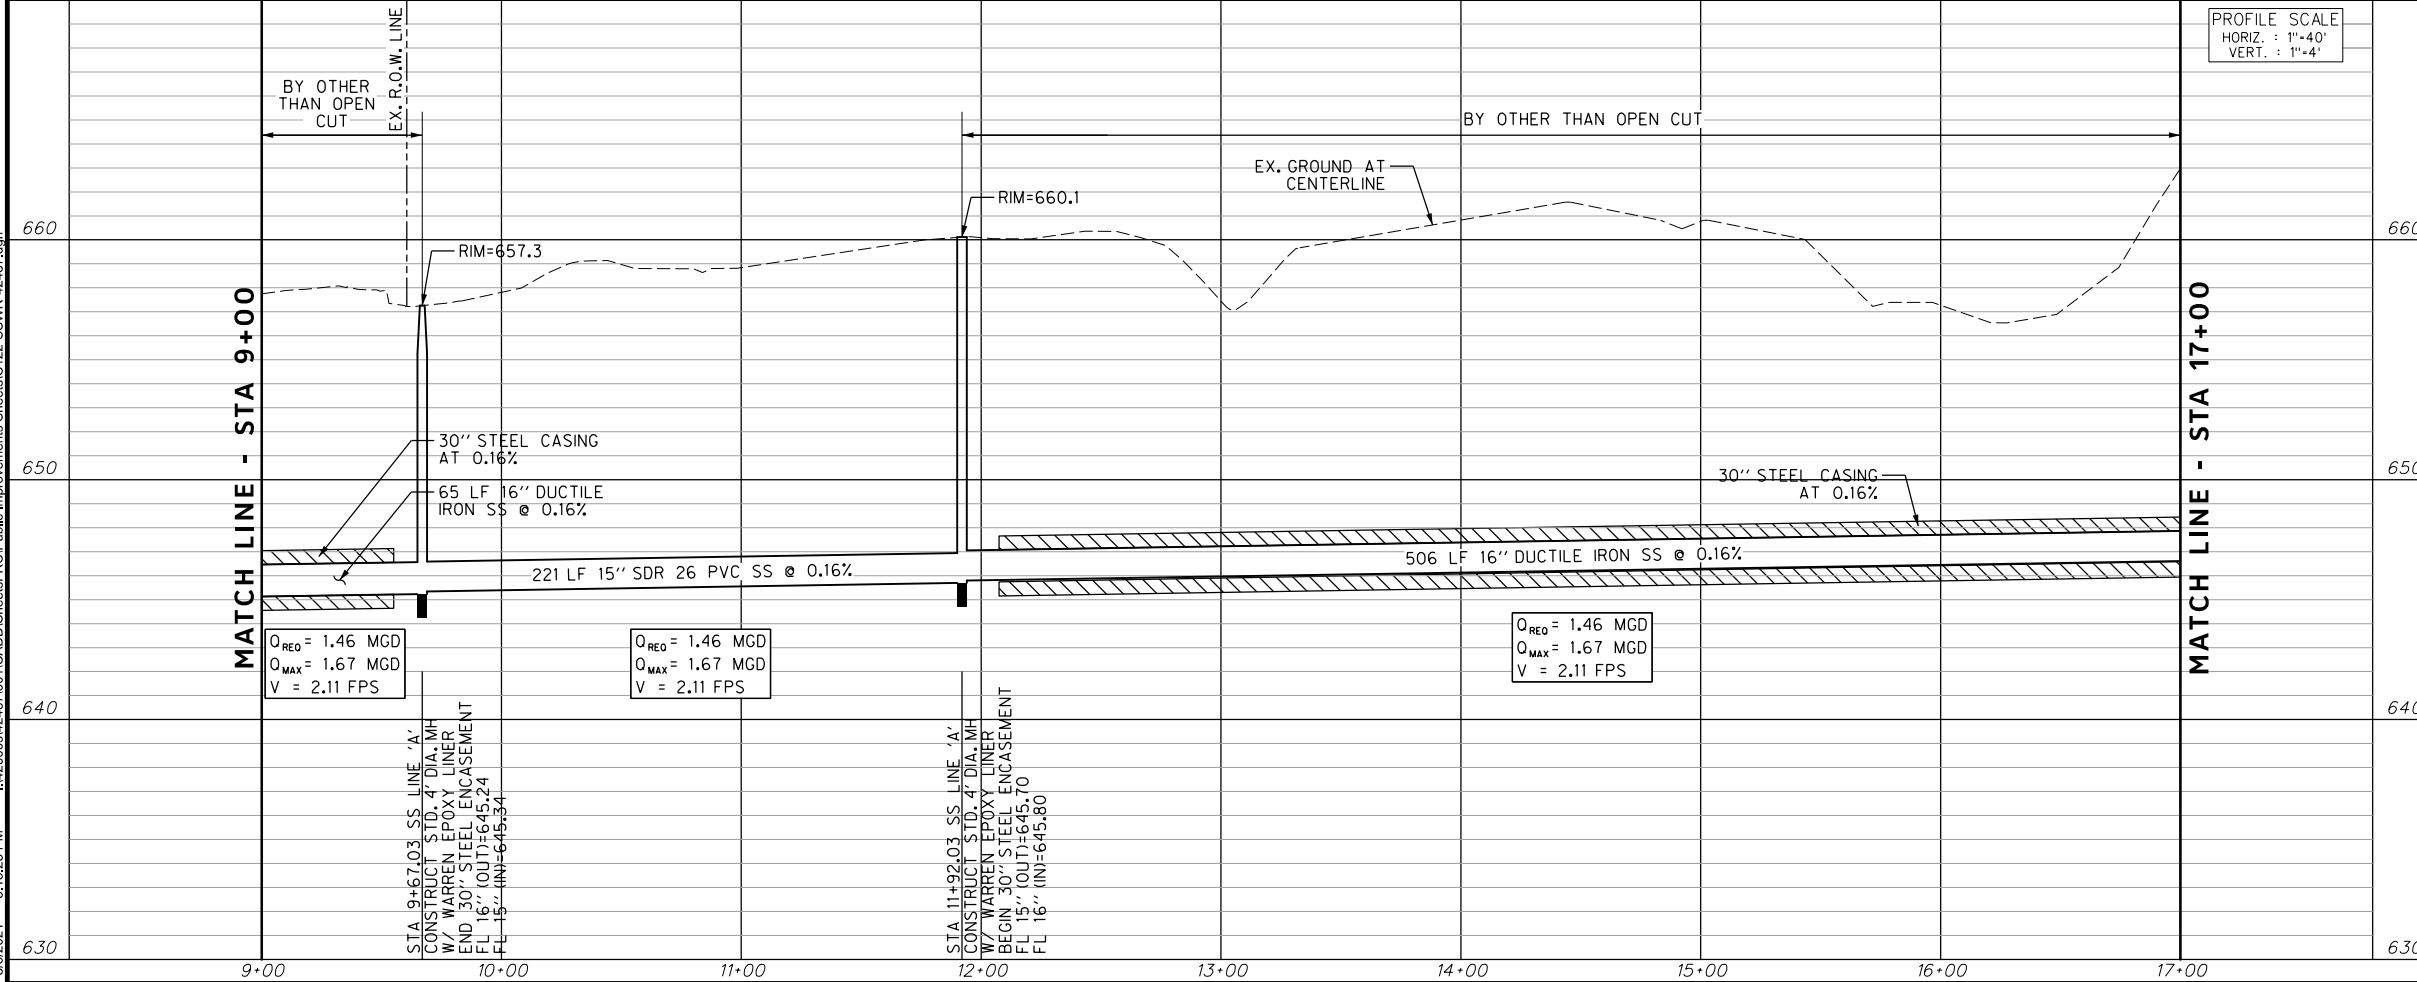 PROFILE SCALE
HORIZ. : 1"=40'
VERT. : 1"=4'
BY OTHER
THAN OPEN
CUT
EX. R.O.W. LINE
BY OTHER THAN OPEN CUT
EX. GROUND AT
CENTERLINE
RIM=660.1
RIM=657.3
660
660
MATCH LINE - STA 9+00
MATCH LINE - STA 17+00
30'' STEEL CASING
AT 0.16%
65 LF 16'' DUCTILE
IRON SS @ 0.16%
650
650
30'' STEEL CASING
AT 0.16%
221 LF 15'' SDR 26 PVC SS @ 0.16%
506 LF 16'' DUCTILE IRON SS @ 0.16%
QREQ= 1.46 MGD
QMAX= 1.67 MGD
V = 2.11 FPS
QREQ= 1.46 MGD
QMAX= 1.67 MGD
V = 2.11 FPS
QREQ= 1.46 MGD
QMAX= 1.67 MGD
V = 2.11 FPS
640
640
STA 9+67.03 SS LINE 'A'
CONSTRUCT STD. 4' DIA. MH
W/ WARREN EPOXY LINER
END 30'' STEEL ENCASEMENT
FL 16'' (OUT)=645.24
FL 15'' (IN)=645.34
STA 11+92.03 SS LINE 'A'
CONSTRUCT STD. 4' DIA. MH
W/ WARREN EPOXY LINER
BEGIN 30'' STEEL ENCASEMENT
FL 15'' (OUT)=645.70
FL 16'' (IN)=645.80
630
630
9+00
10+00
11+00
12+00
13+00
14+00
15+00
16+00
17+00